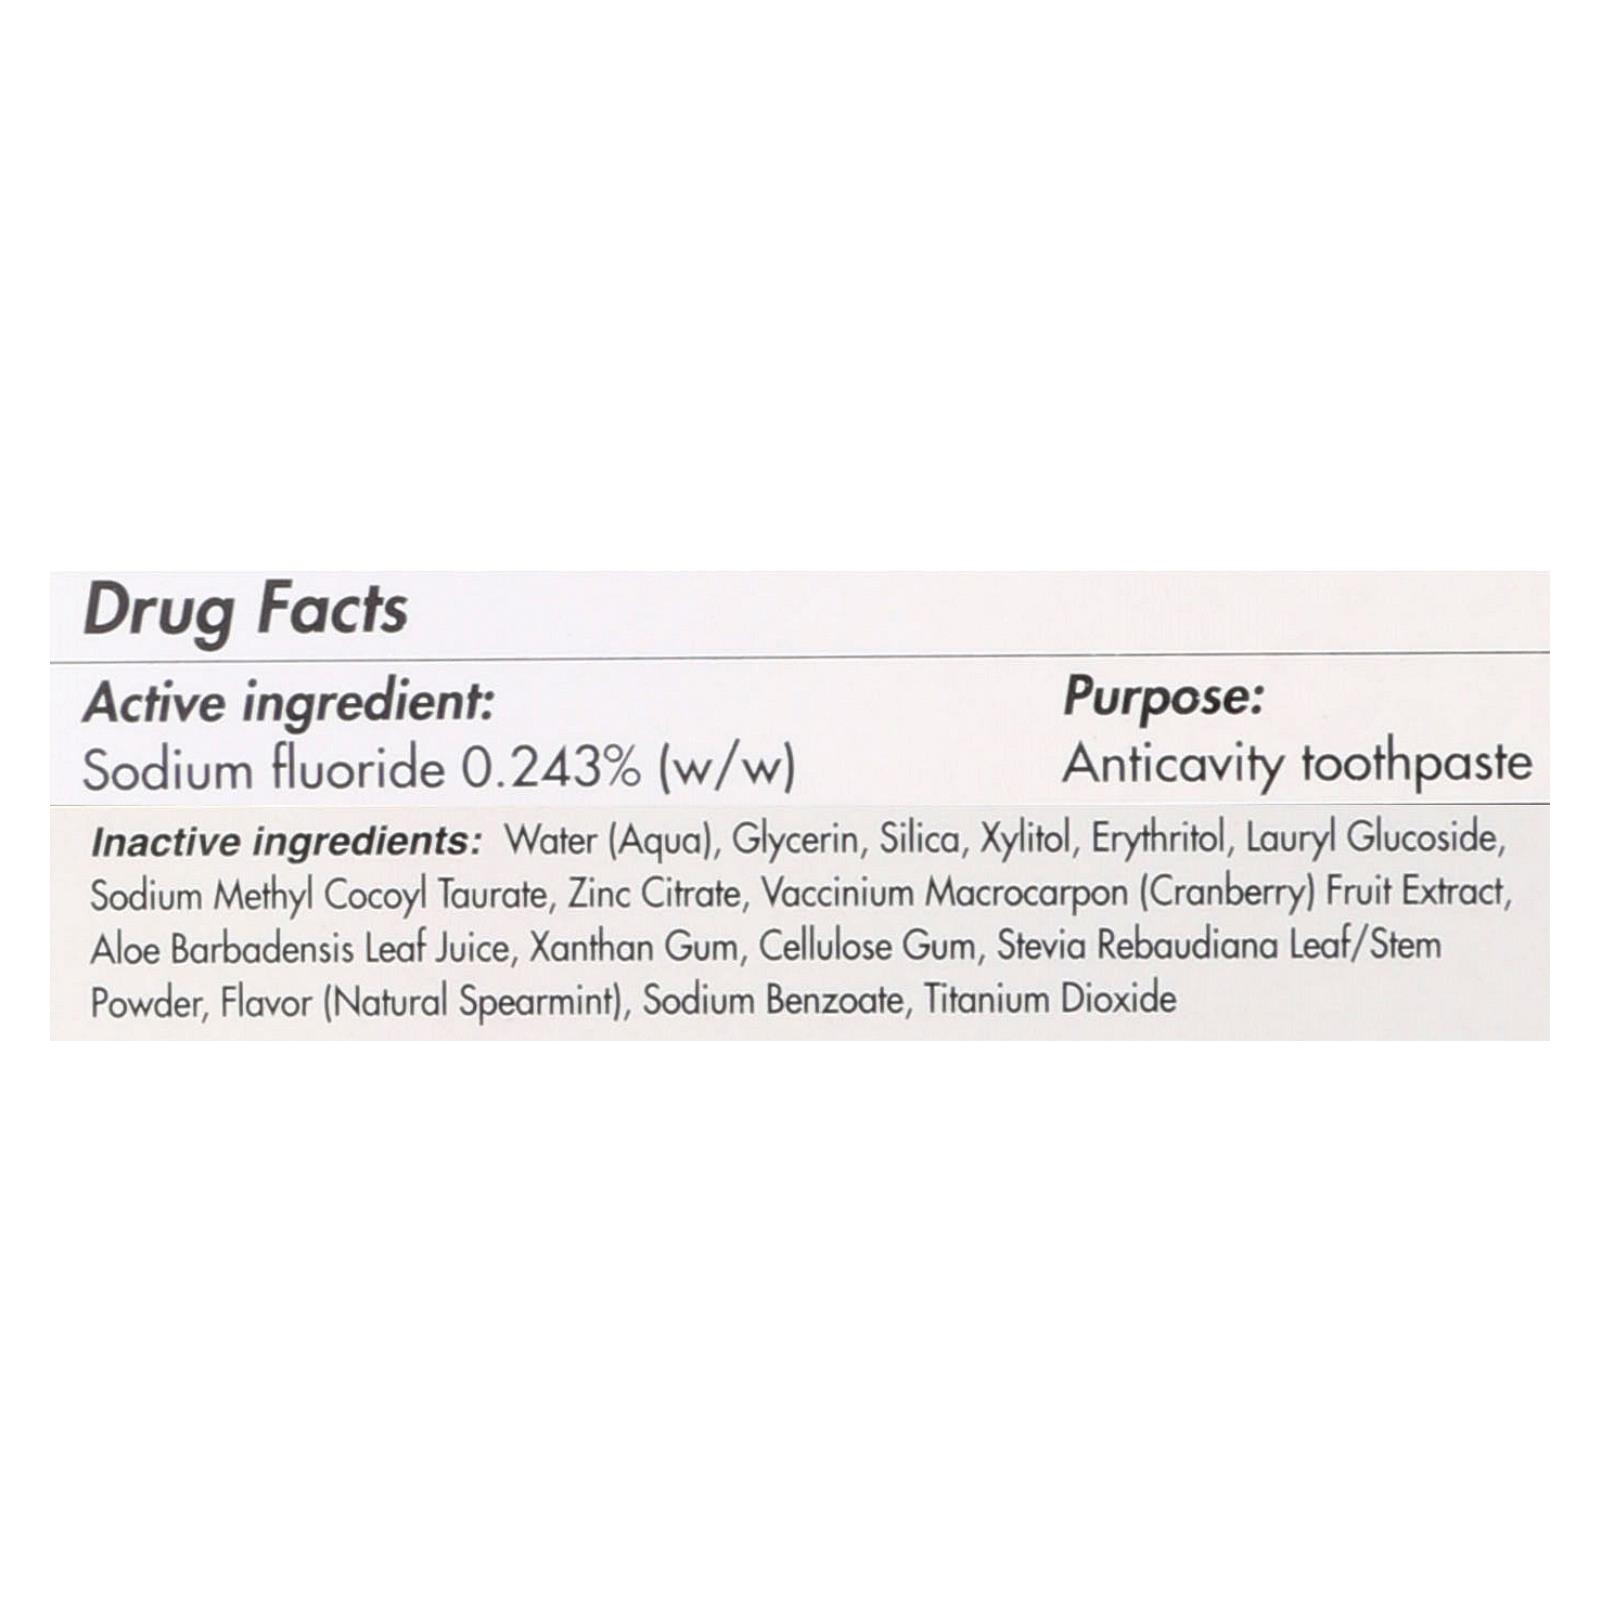 Drug Facts
Active ingredient: Purpose:
Sodium fluoride 0.243% (w/w) Anticavity toothpaste
Inactive ingredients: Water (Aqua), Glycerin, Silica, Xylitol, Erythritol, Lauryl Glucoside,
Sodium Methyl Cocoyl Taurate, Zinc Citrate, Vaccinium Macrocarpon (Cranberry) Fruit Extract,
Aloe Barbadensis Leaf Juice, Xanthan Gum, Cellulose Gum, Stevia Rebaudiana Leaf/Stem
Powder, Flavor (Natural Spearmint), Sodium Benzoate, Titanium Dioxide